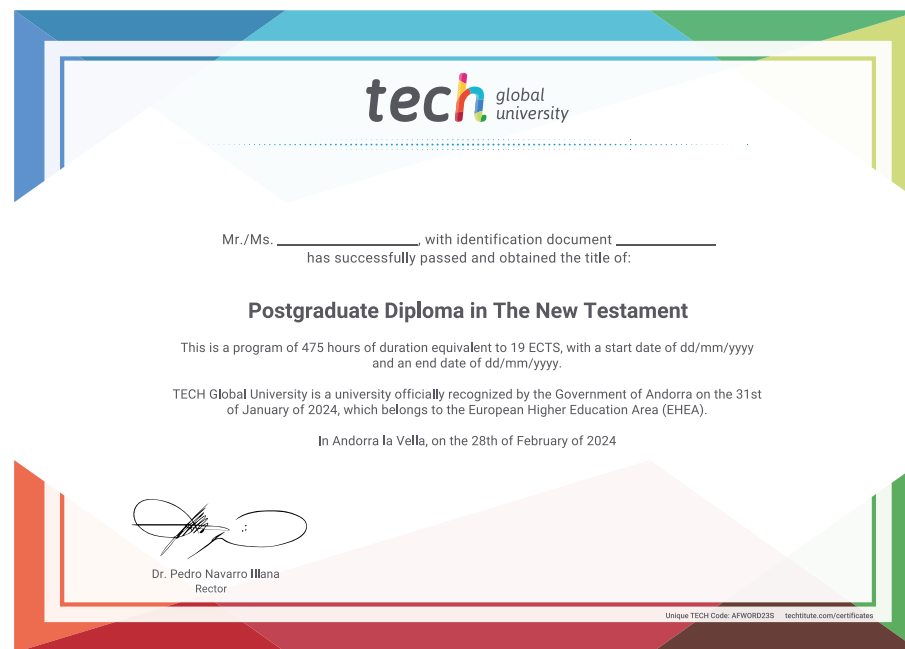 tech global
university
Mr./Ms. ________________, with identification document ____________
has successfully passed and obtained the title of:
Postgraduate Diploma in The New Testament
This is a program of 475 hours of duration equivalent to 19 ECTS, with a start date of dd/mm/yyyy
and an end date of dd/mm/yyyy.
TECH Global University is a university officially recognized by the Government of Andorra on the 31st
of January of 2024, which belongs to the European Higher Education Area (EHEA).
In Andorra la Vella, on the 28th of February of 2024
Dr. Pedro Navarro Illana
Rector
Unique TECH Code: AFWORD23S techtitute.com/certificates